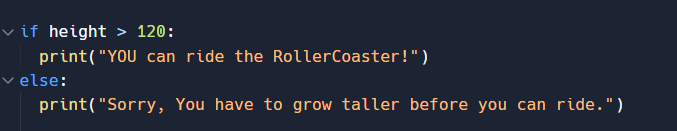 if height > 120:
  print("YOU can ride the RollerCoaster!")
else:
  print("Sorry, You have to grow taller before you can ride.")